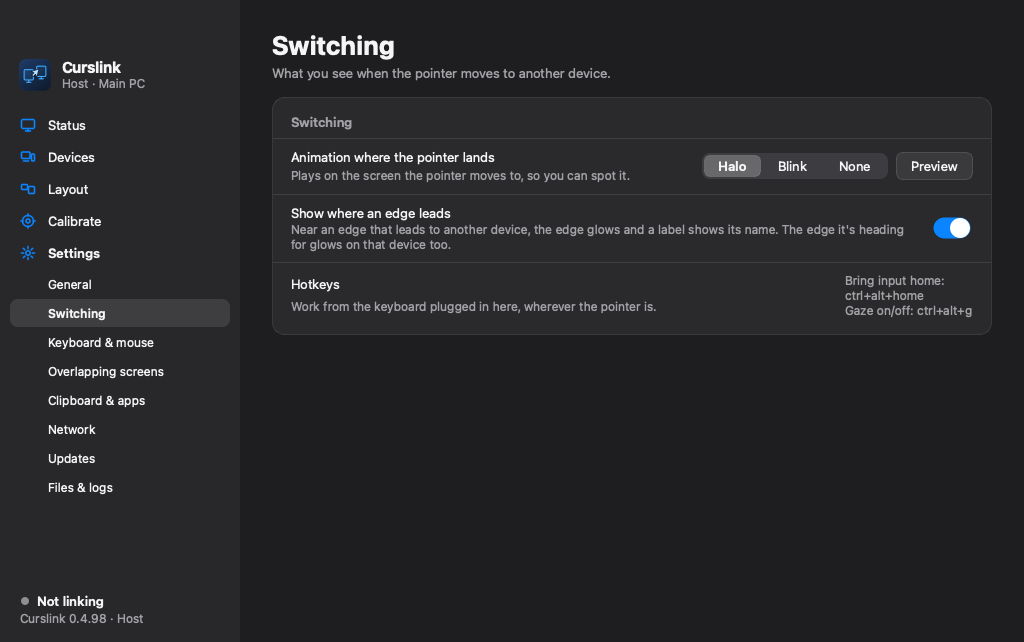 Curslink
Host · Main PC
Status
Devices
Layout
Calibrate
Settings
General
Switching
Keyboard & mouse
Overlapping screens
Clipboard & apps
Network
Updates
Files & logs
Not linking
Curslink 0.4.98 · Host
Switching
What you see when the pointer moves to another device.
Switching
Animation where the pointer lands
Plays on the screen the pointer moves to, so you can spot it.
Halo Blink None Preview
Show where an edge leads
Near an edge that leads to another device, the edge glows and a label shows its name. The edge it's heading
for glows on that device too.
Hotkeys
Work from the keyboard plugged in here, wherever the pointer is.
Bring input home:
ctrl+alt+home
Gaze on/off: ctrl+alt+g